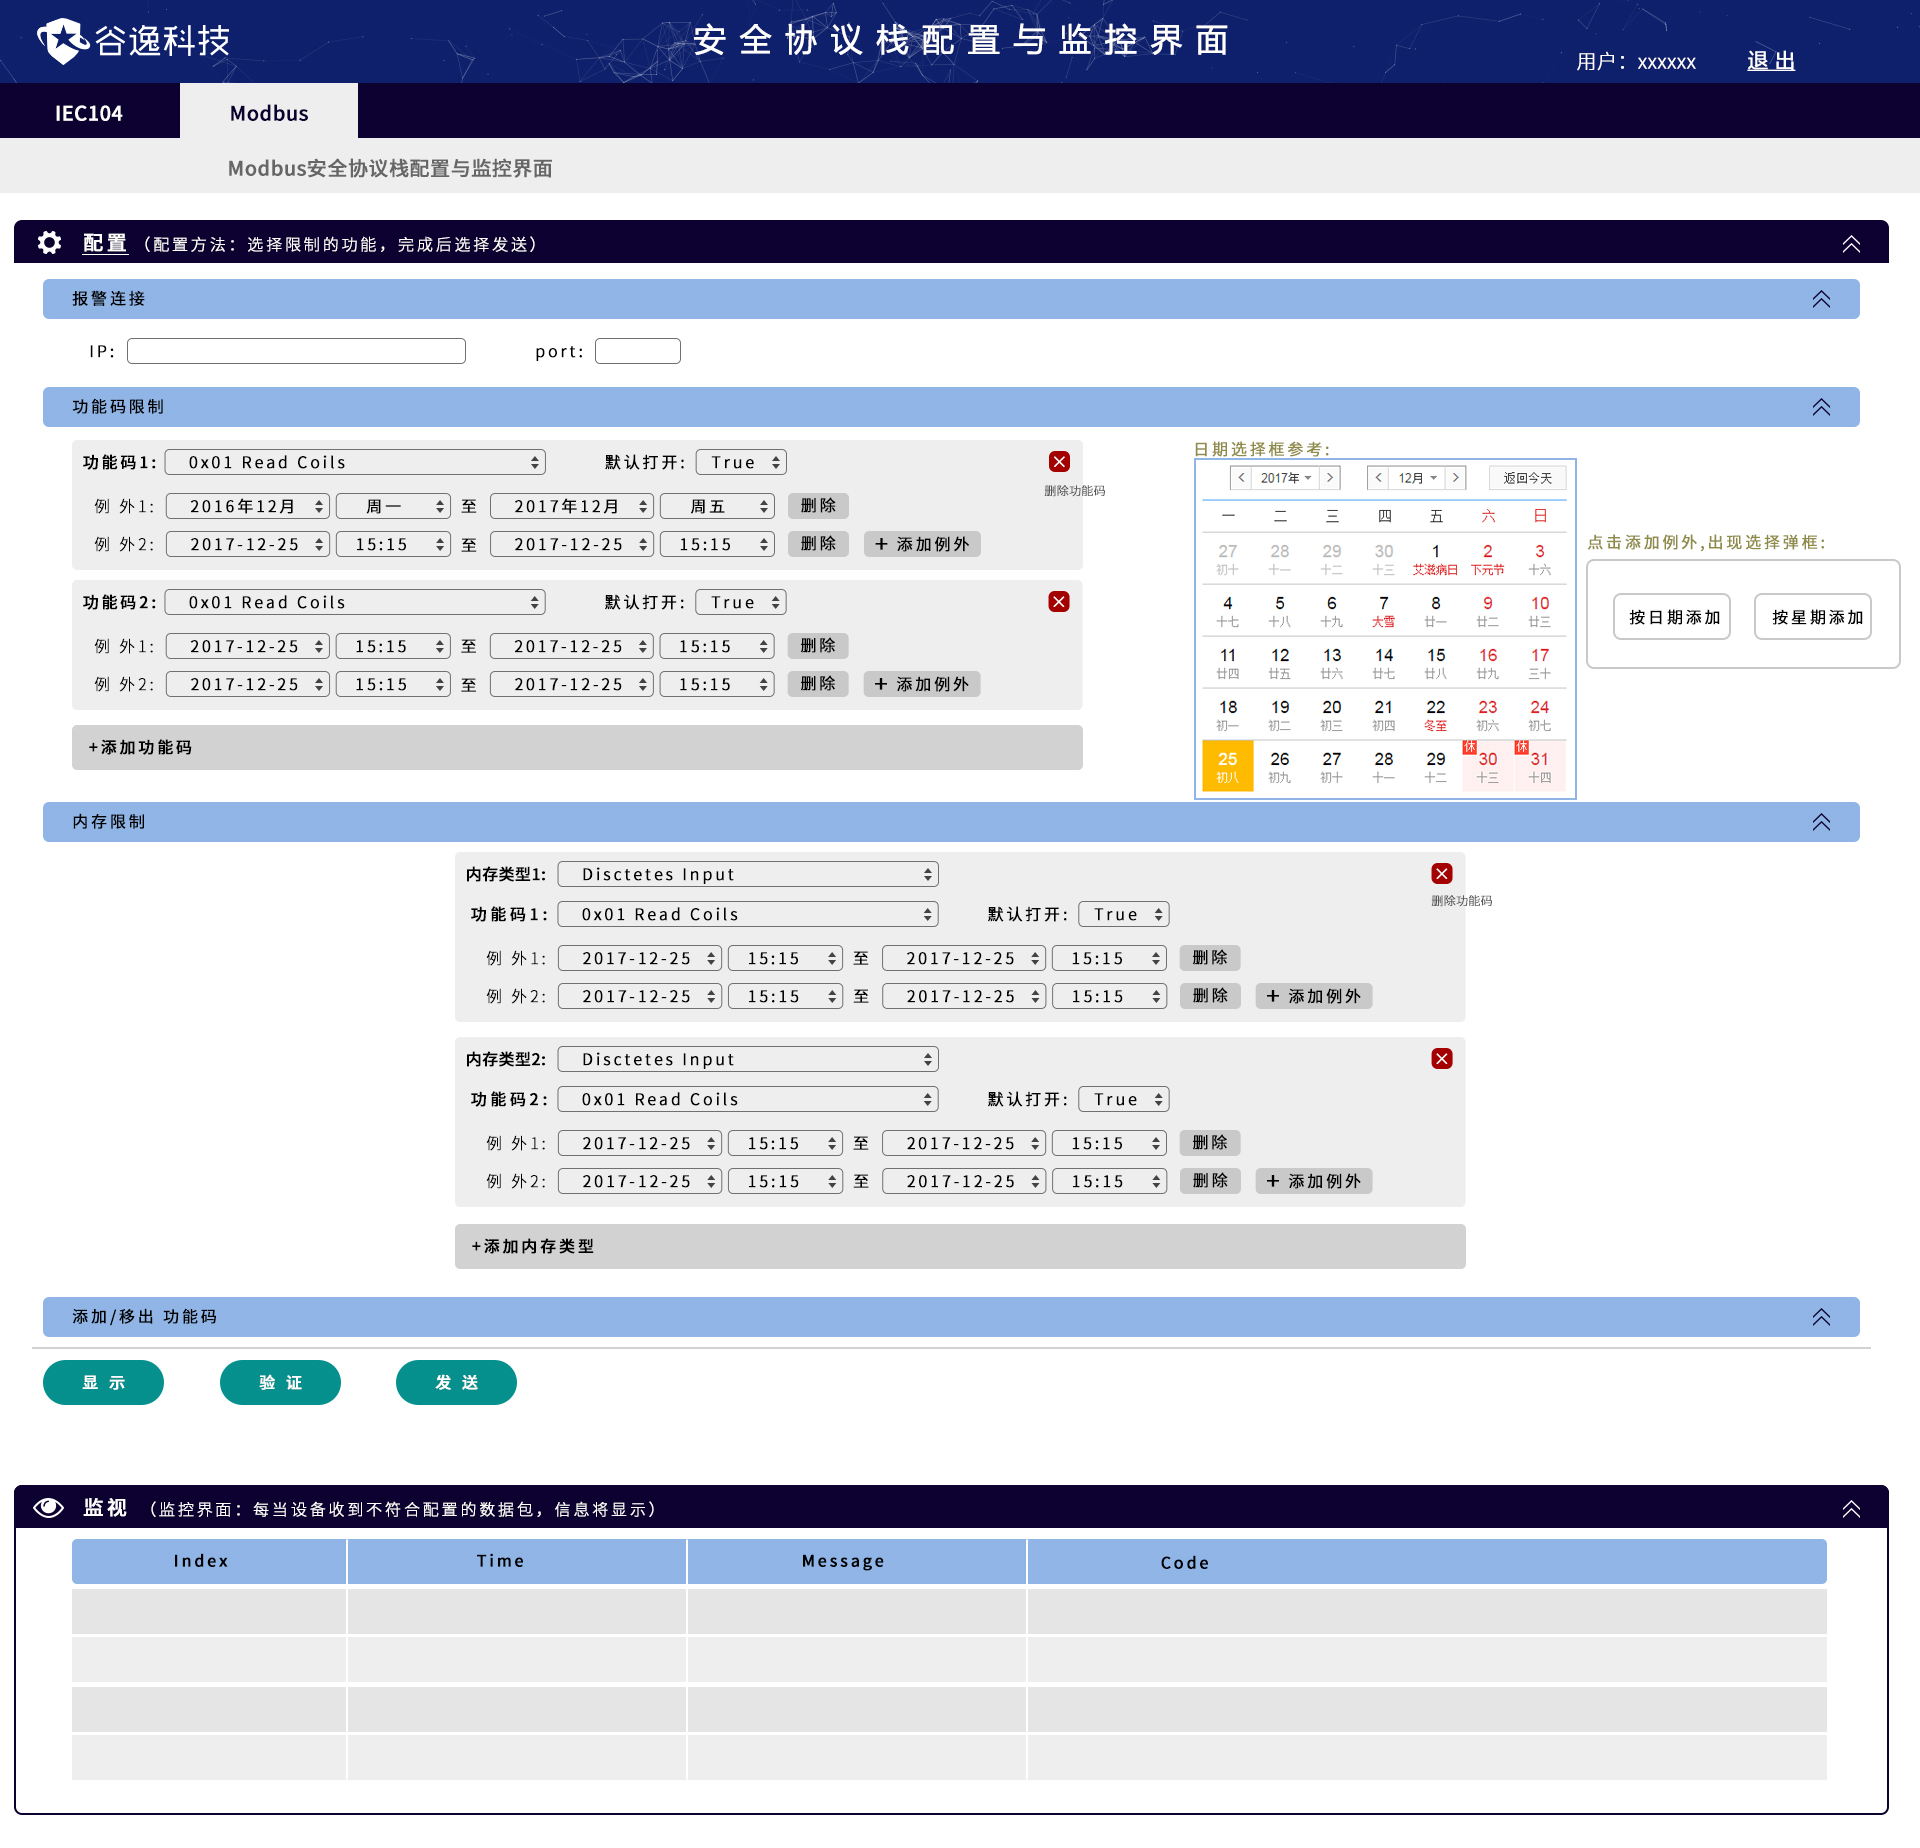 谷逸科技
安全协议栈配置与监控界面
用户：xxxxxx 退 出
IEC104 Modbus
Modbus安全协议栈配置与监控界面
配置 （配置方法：选择限制的功能，完成后选择发送）
报警连接
IP: port:
功能码限制
功能码1: 0x01 Read Coils 默认打开: True
删除功能码
例 外1: 2016年12月 周一 至 2017年12月 周五 删除
例 外2: 2017-12-25 15:15 至 2017-12-25 15:15 删除 + 添加例外
功能码2: 0x01 Read Coils 默认打开: True
例 外1: 2017-12-25 15:15 至 2017-12-25 15:15 删除
例 外2: 2017-12-25 15:15 至 2017-12-25 15:15 删除 + 添加例外
+添加功能码
日期选择框参考:
< 2017年 > < 12月 > 返回今天
一 二 三 四 五 六 日
27 28 29 30 1 2 3
初十 十一 十二 十三 艾滋病日 下元节 十六
4 5 6 7 8 9 10
十七 十八 十九 大雪 廿一 廿二 廿三
11 12 13 14 15 16 17
廿四 廿五 廿六 廿七 廿八 廿九 三十
18 19 20 21 22 23 24
初一 初二 初三 初四 冬至 初六 初七
25 26 27 28 29 休 30 休 31
初八 初九 初十 十一 十二 十三 十四
点击添加例外,出现选择弹框:
按日期添加 按星期添加
内存限制
内存类型1: Disctetes Input
删除功能码
功能码1: 0x01 Read Coils 默认打开: True
例 外1: 2017-12-25 15:15 至 2017-12-25 15:15 删除
例 外2: 2017-12-25 15:15 至 2017-12-25 15:15 删除 + 添加例外
内存类型2: Disctetes Input
功能码2: 0x01 Read Coils 默认打开: True
例 外1: 2017-12-25 15:15 至 2017-12-25 15:15 删除
例 外2: 2017-12-25 15:15 至 2017-12-25 15:15 删除 + 添加例外
+添加内存类型
添加/移出 功能码
显 示 验 证 发 送
监视 （监控界面：每当设备收到不符合配置的数据包，信息将显示）
Index Time Message Code